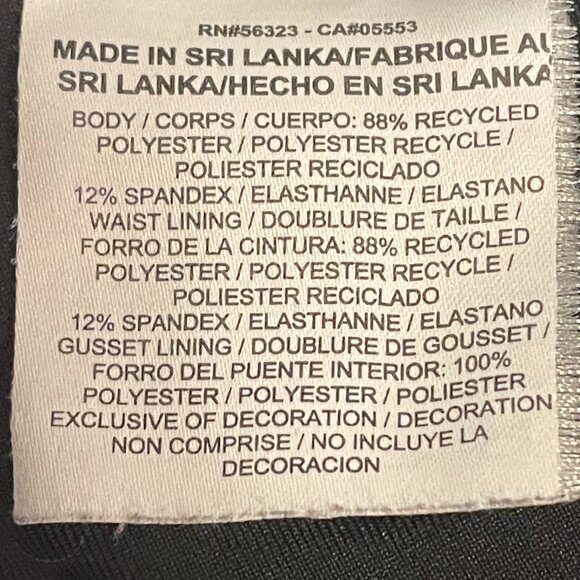 RN#56323 - CA#05553
MADE IN SRI LANKA/FABRIQUE AU
SRI LANKA/HECHO EN SRI LANKA
BODY / CORPS / CUERPO: 88% RECYCLED
POLYESTER / POLYESTER RECYCLE /
POLIESTER RECICLADO
12% SPANDEX / ELASTHANNE / ELASTANO
WAIST LINING / DOUBLURE DE TAILLE /
FORRO DE LA CINTURA: 88% RECYCLED
POLYESTER / POLYESTER RECYCLE /
POLIESTER RECICLADO
12% SPANDEX / ELASTHANNE / ELASTANO
GUSSET LINING / DOUBLURE DE GOUSSET /
FORRO DEL PUENTE INTERIOR: 100%
POLYESTER / POLYESTER / POLIESTER
EXCLUSIVE OF DECORATION / DECORATION
NON COMPRISE / NO INCLUYE LA
DECORACION